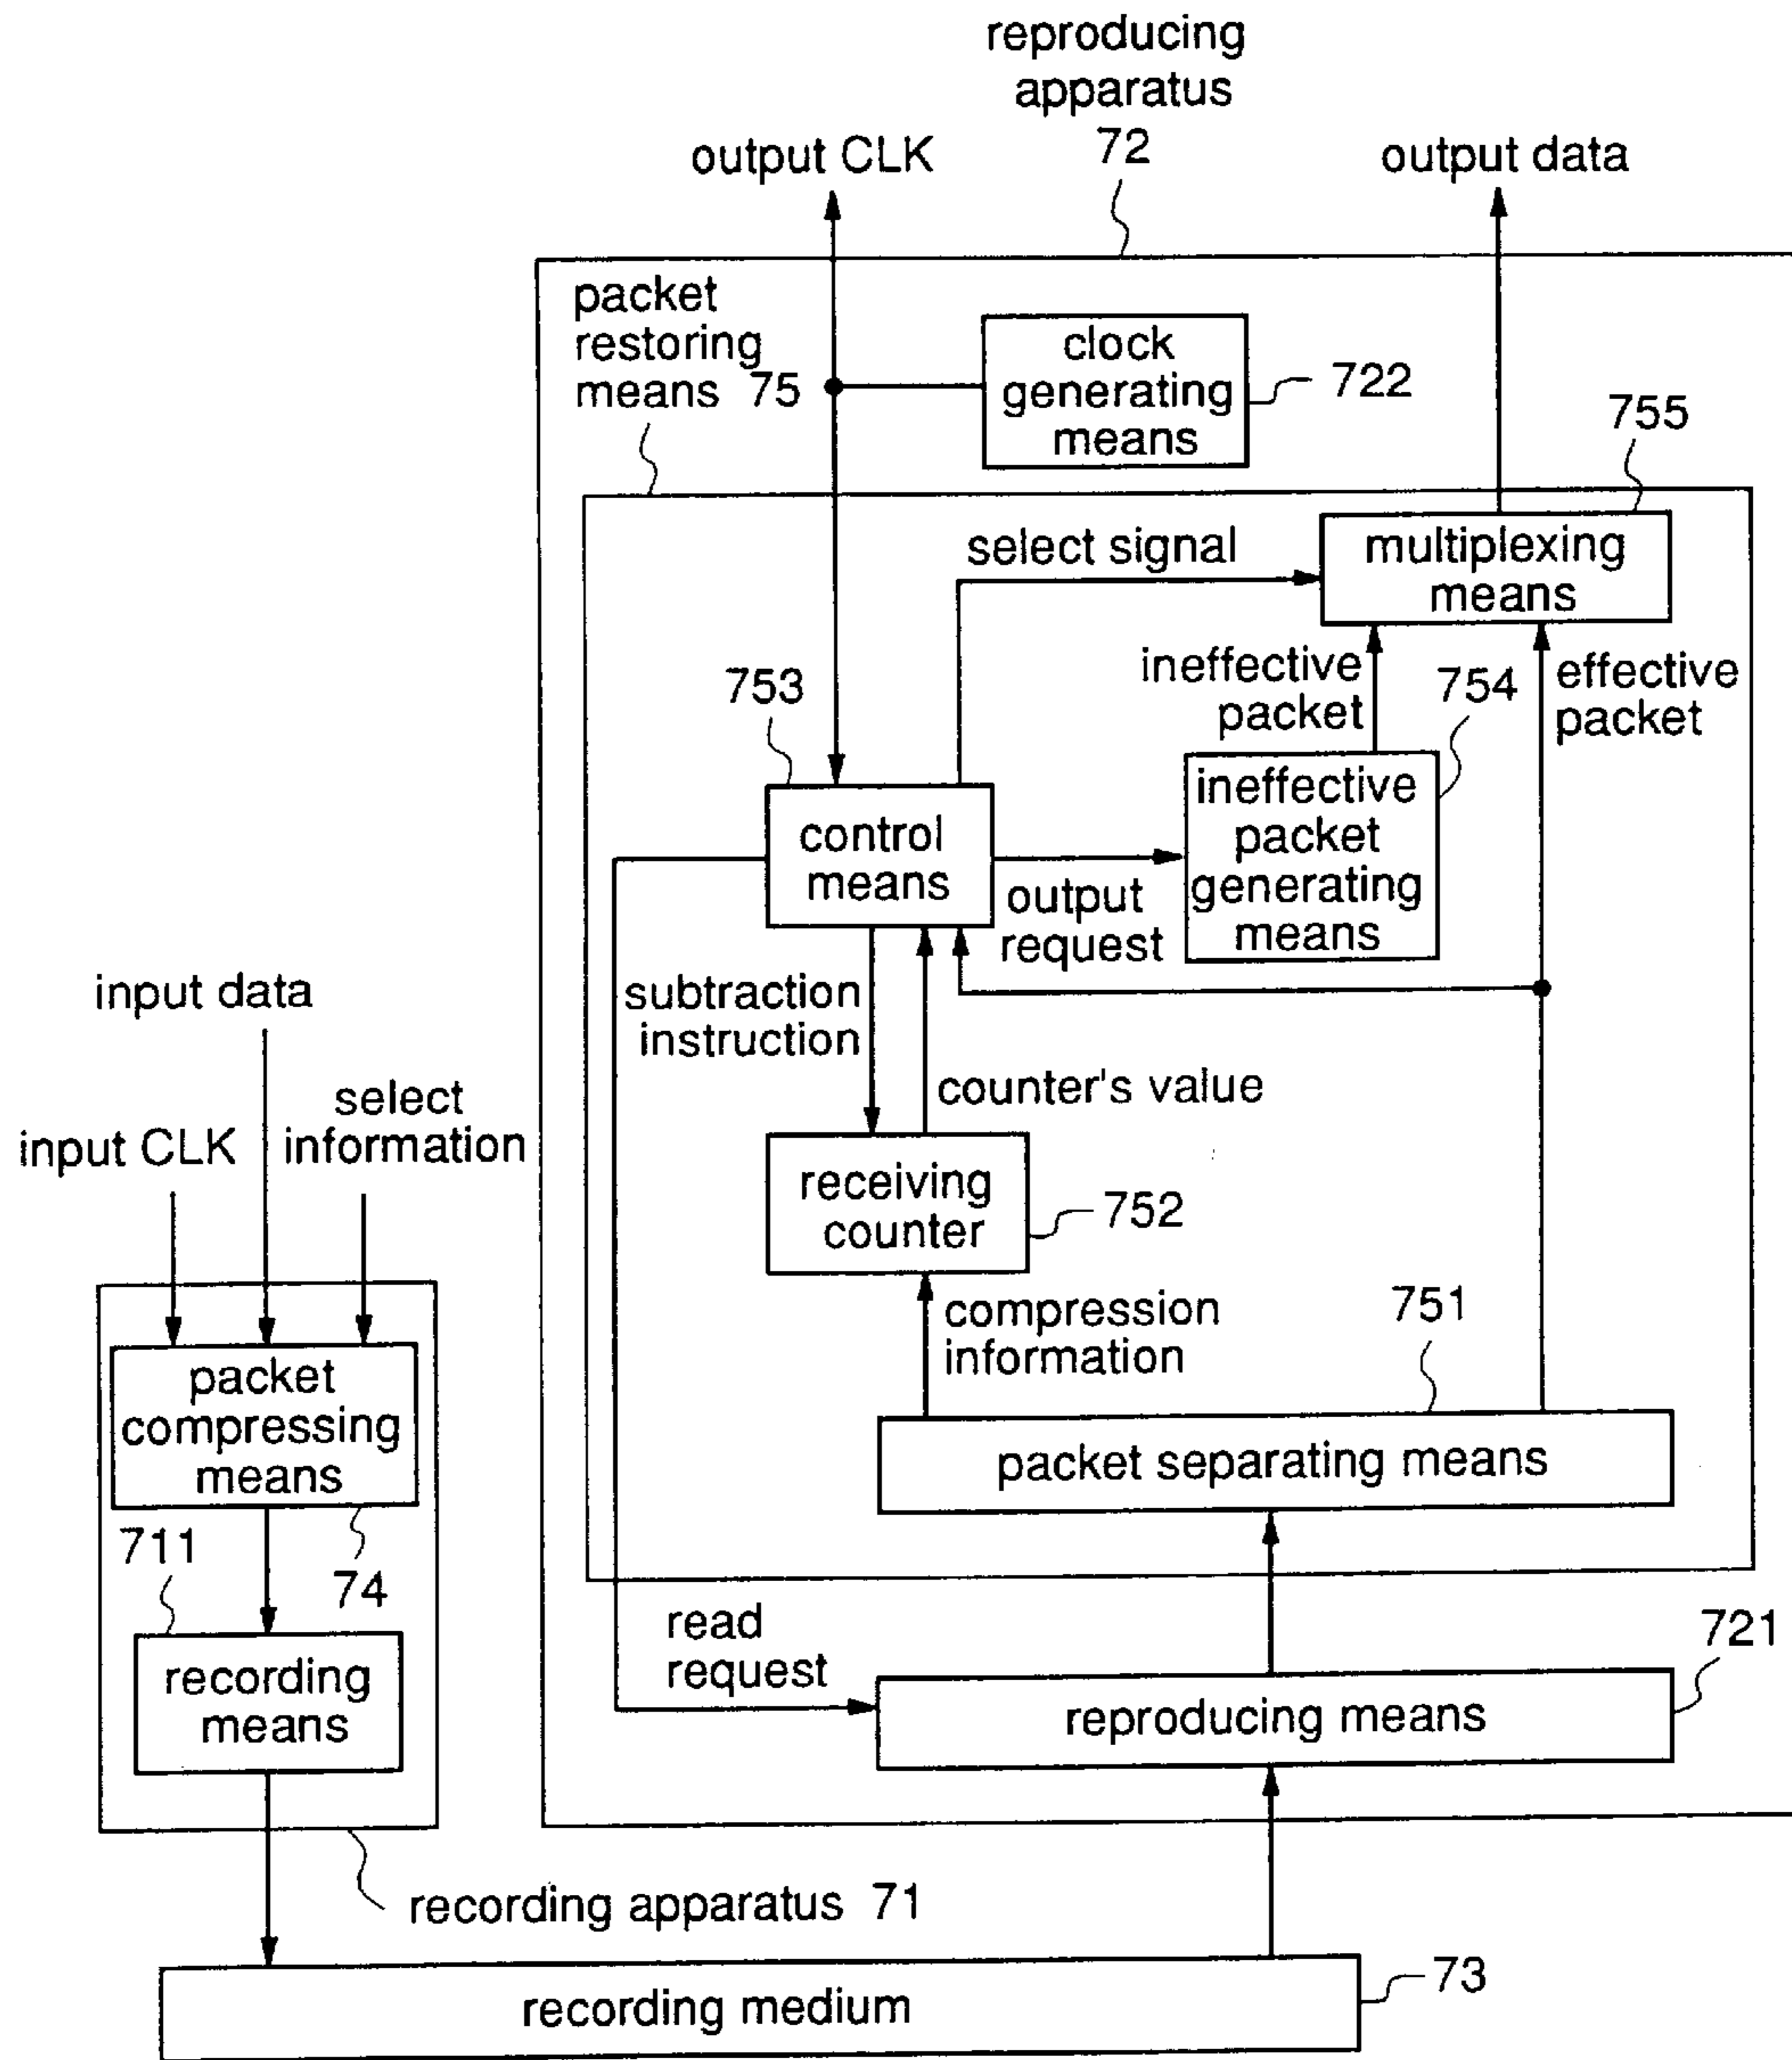 reproducing
apparatus
72
output CLK
output data
packet
restoring
means 75
clock
generating
means
722
755
select signal
multiplexing
means
ineffective
packet
754
effective
packet
753
control
means
ineffective
packet
generating
means
output
request
subtraction
instruction
counter's value
receiving
counter
752
compression
information
751
packet separating means
read
request
721
reproducing means
input data
input CLK
select
information
packet
compressing
means
711
74
recording
means
recording apparatus 71
recording medium
73